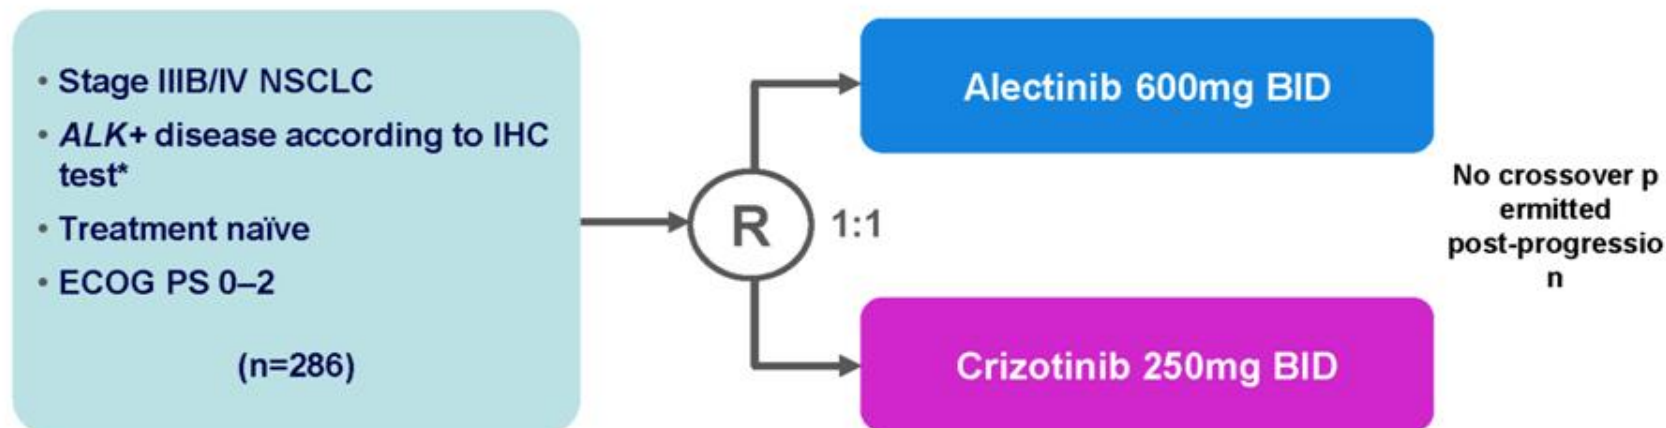 • Stage IIIB/IV NSCLC
• ALK+ disease according to IHC
test*
• Treatment naïve
• ECOG PS 0–2
(n=286)
R
1:1
Alectinib 600mg BID
Crizotinib 250mg BID
No crossover p
ermitted
post-progressio
n